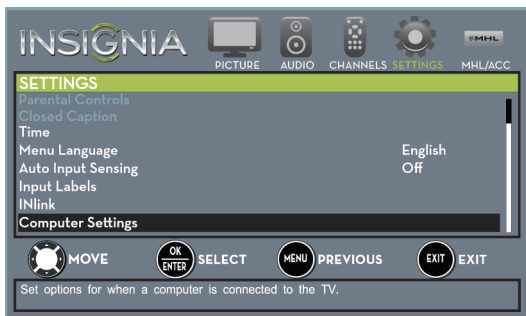 INSIGNIA
PICTURE AUDIO CHANNELS SETTINGS MHL/ACC
MHL
SETTINGS
Parental Controls
Closed Caption
Time
Menu Language English
Auto Input Sensing Off
Input Labels
INlink
Computer Settings
MOVE OK ENTER SELECT MENU PREVIOUS EXIT EXIT
Set options for when a computer is connected to the TV.